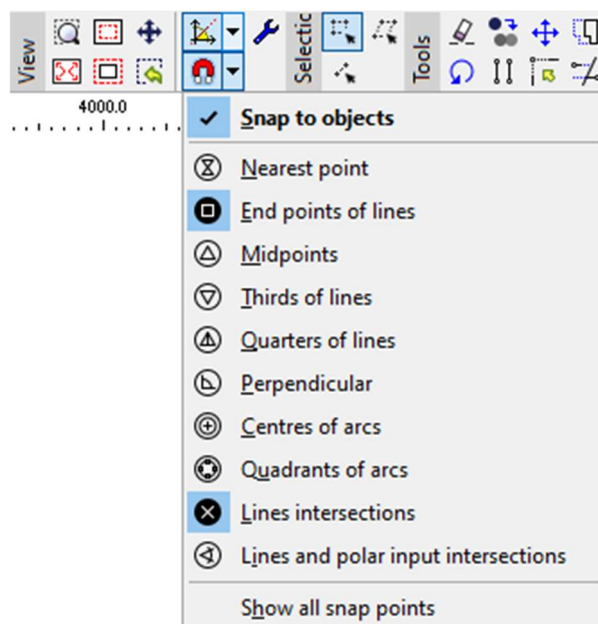 View
Selectic
Tools
4000.0
Snap to objects
Nearest point
End points of lines
Midpoints
Thirds of lines
Quarters of lines
Perpendicular
Centres of arcs
Quadrants of arcs
Lines intersections
Lines and polar input intersections
Show all snap points